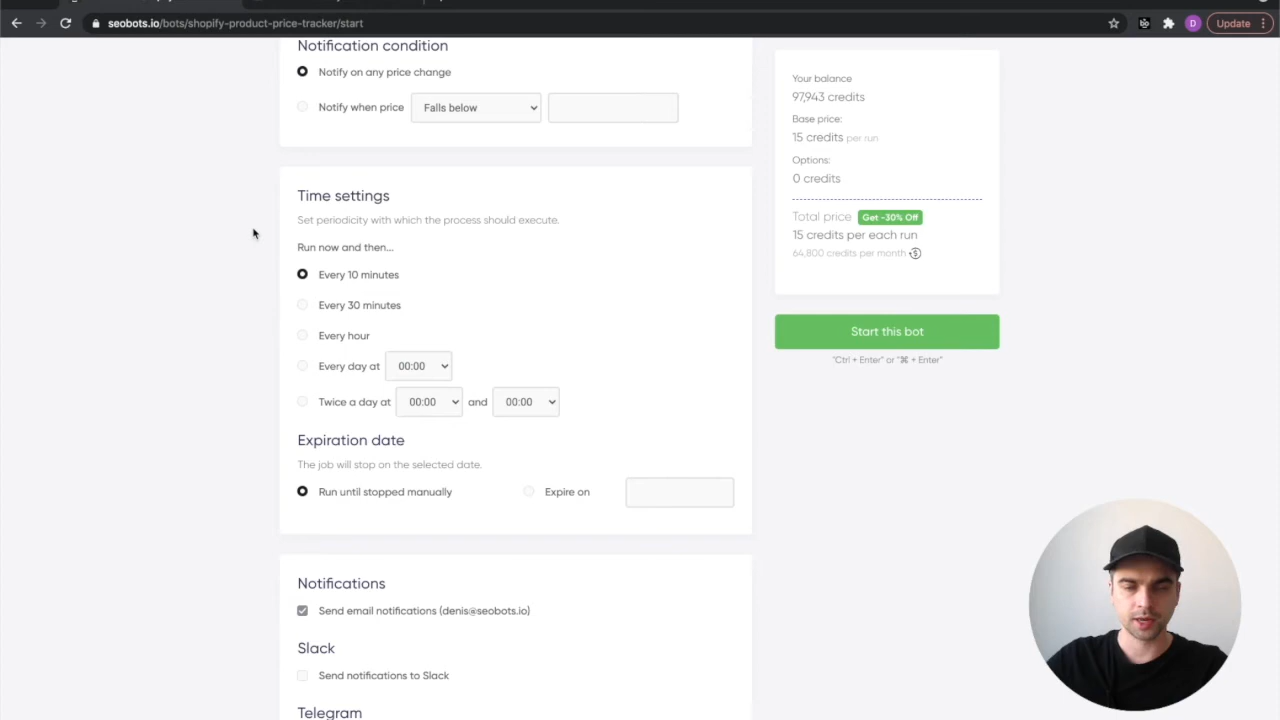 seobots.io/bots/shopify-product-price-tracker/start
D
Update
Notification condition
Notify on any price change
Notify when price
Falls below
Time settings
Set periodicity with which the process should execute.
Run now and then...
Every 10 minutes
Every 30 minutes
Every hour
Every day at
00:00
Twice a day at
00:00
and
00:00
Expiration date
The job will stop on the selected date.
Run until stopped manually
Expire on
Notifications
Send email notifications (denis@seobots.io)
Slack
Send notifications to Slack
Telegram
Your balance
97,943 credits
Base price:
15 credits per run
Options:
0 credits
Total price Get -30% Off
15 credits per each run
64,800 credits per month
Start this bot
"Ctrl + Enter" or "⌘ + Enter"